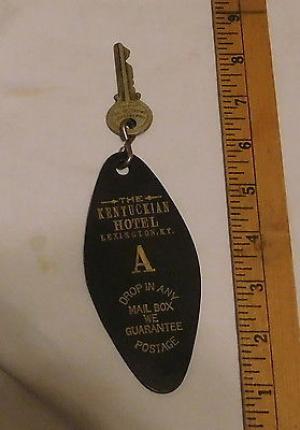 THE
KENTUCKIAN
HOTEL
LEXINGTON, KY.
A
DROP IN ANY
MAIL BOX
WE
GUARANTEE
POSTAGE
9
8
7
6
5
4
3
2